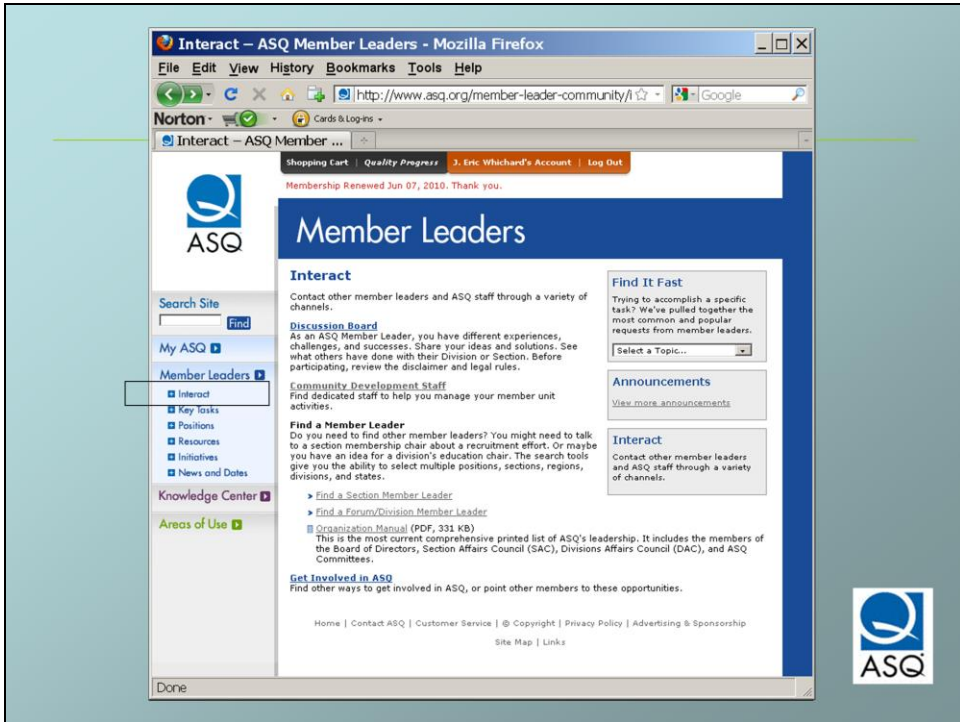 Interact – ASQ Member Leaders - Mozilla Firefox
File Edit View History Bookmarks Tools Help
http://www.asq.org/member-leader-community/i
Google
Norton
Cards & Log-ins
Interact – ASQ Member ...
Shopping Cart | Quality Progress | J. Eric Whichard's Account | Log Out
Membership Renewed Jun 07, 2010. Thank you.
ASQ
Member Leaders
Search Site
Find
My ASQ
Member Leaders
Interact
Key Tasks
Positions
Resources
Initiatives
News and Dates
Knowledge Center
Areas of Use
Interact
Contact other member leaders and ASQ staff through a variety of
channels.
Discussion Board
As an ASQ Member Leader, you have different experiences,
challenges, and successes. Share your ideas and solutions. See
what others have done with their Division or Section. Before
participating, review the disclaimer and legal rules.
Community Development Staff
Find dedicated staff to help you manage your member unit
activities.
Find a Member Leader
Do you need to find other member leaders? You might need to talk
to a section membership chair about a recruitment effort. Or maybe
you have an idea for a division's education chair. The search tools
give you the ability to select multiple positions, sections, regions,
divisions, and states.
Find a Section Member Leader
Find a Forum/Division Member Leader
Organization Manual (PDF, 331 KB)
This is the most current comprehensive printed list of ASQ's leadership. It includes the members of
the Board of Directors, Section Affairs Council (SAC), Divisions Affairs Council (DAC), and ASQ
Committees.
Get Involved in ASQ
Find other ways to get involved in ASQ, or point other members to these opportunities.
Find It Fast
Trying to accomplish a specific
task? We've pulled together the
most common and popular
requests from member leaders.
Select a Topic...
Announcements
View more announcements
Interact
Contact other member leaders
and ASQ staff through a variety
of channels.
Home | Contact ASQ | Customer Service | © Copyright | Privacy Policy | Advertising & Sponsorship
Site Map | Links
Done
ASQ